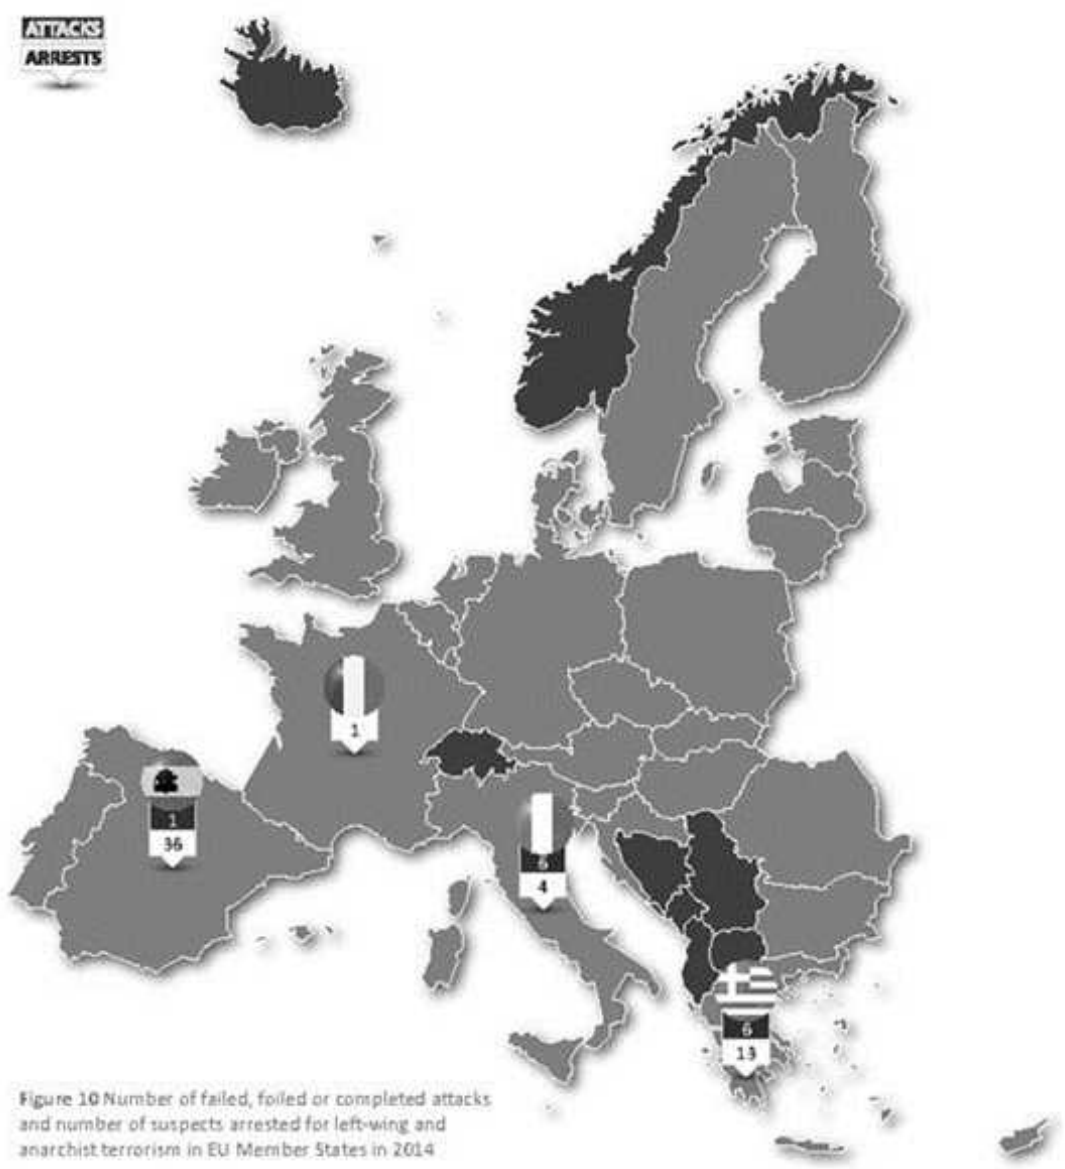 ATTACKS
ARRESTS
1
1
36
6
4
6
13
Figure 10 Number of failed, foiled or completed attacks
and number of suspects arrested for left-wing and
anarchist terrorism in EU Member States in 2014